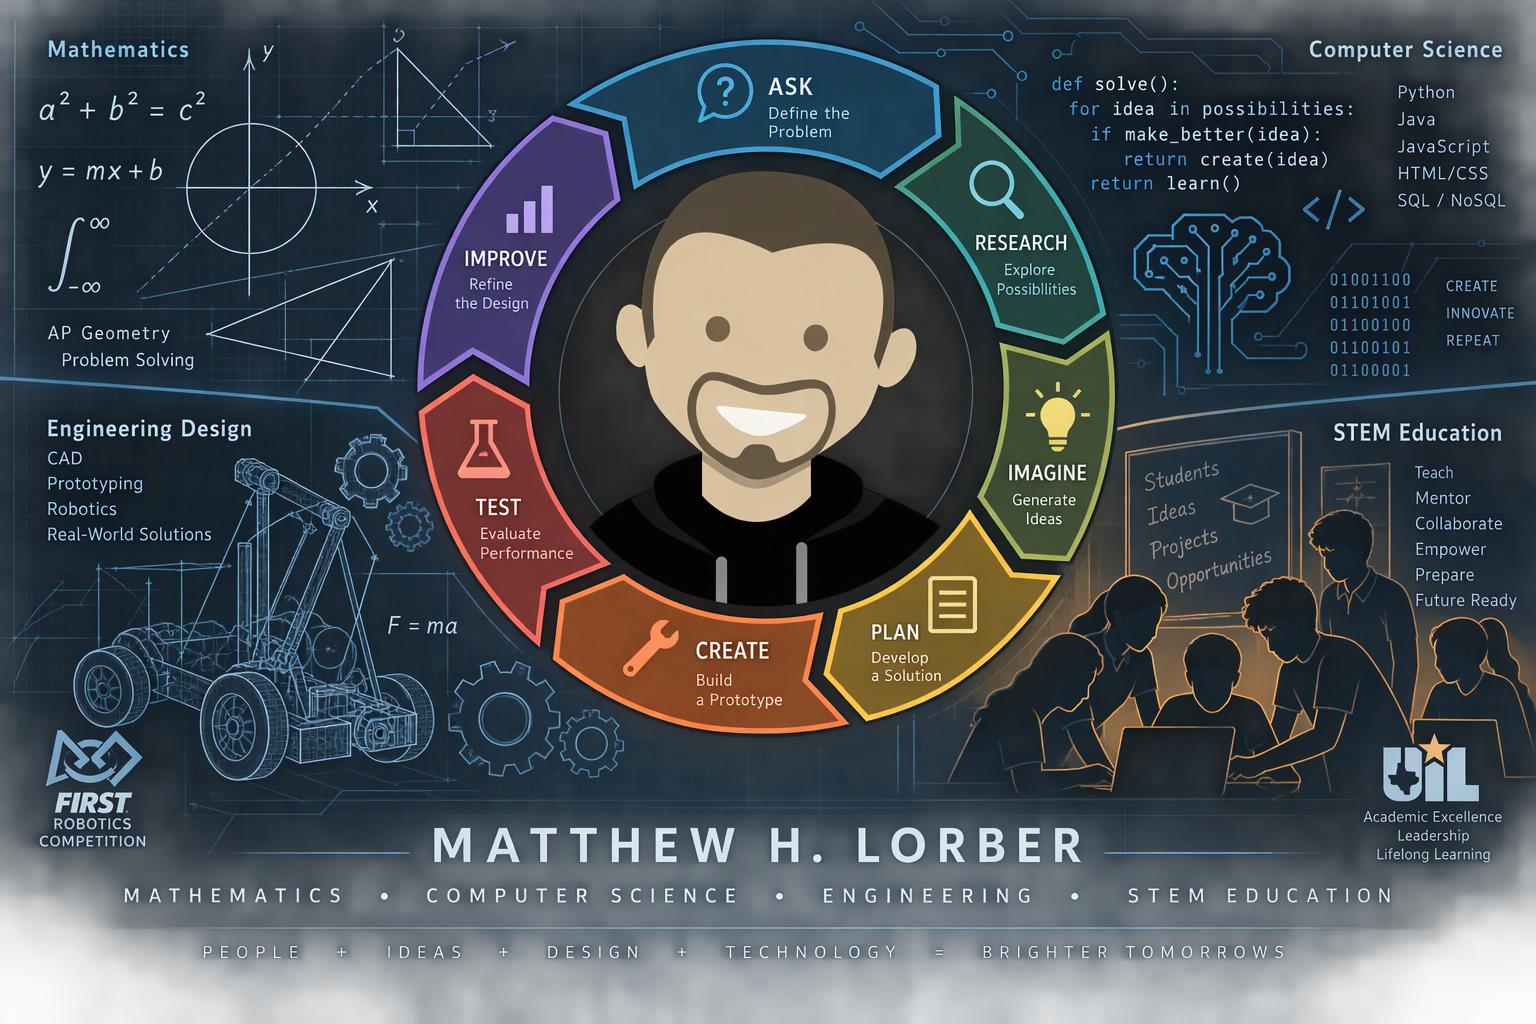 Mathematics
a² + b² = c²
y = mx + b
∫
∞
-∞
y
x
AP Geometry
Problem Solving
Computer Science
def solve():
for idea in possibilities:
if make_better(idea):
return create(idea)
return learn()
Python
Java
JavaScript
HTML/CSS
SQL / NoSQL
</>
01001100
01101001
01100100
01100101
01100001
CREATE
INNOVATE
REPEAT
ASK
Define the
Problem
RESEARCH
Explore
Possibilities
IMAGINE
Generate
Ideas
PLAN
Develop
a Solution
CREATE
Build
a Prototype
TEST
Evaluate
Performance
IMPROVE
Refine
the Design
Engineering Design
CAD
Prototyping
Robotics
Real-World Solutions
F = ma
FIRST
ROBOTICS
COMPETITION
STEM Education
Teach
Mentor
Collaborate
Empower
Prepare
Future Ready
Students
Ideas
Projects
Opportunities
UIL
Academic Excellence
Leadership
Lifelong Learning
MATTHEW H. LORBER
MATHEMATICS • COMPUTER SCIENCE • ENGINEERING • STEM EDUCATION
PEOPLE + IDEAS + DESIGN + TECHNOLOGY = BRIGHTER TOMORROWS